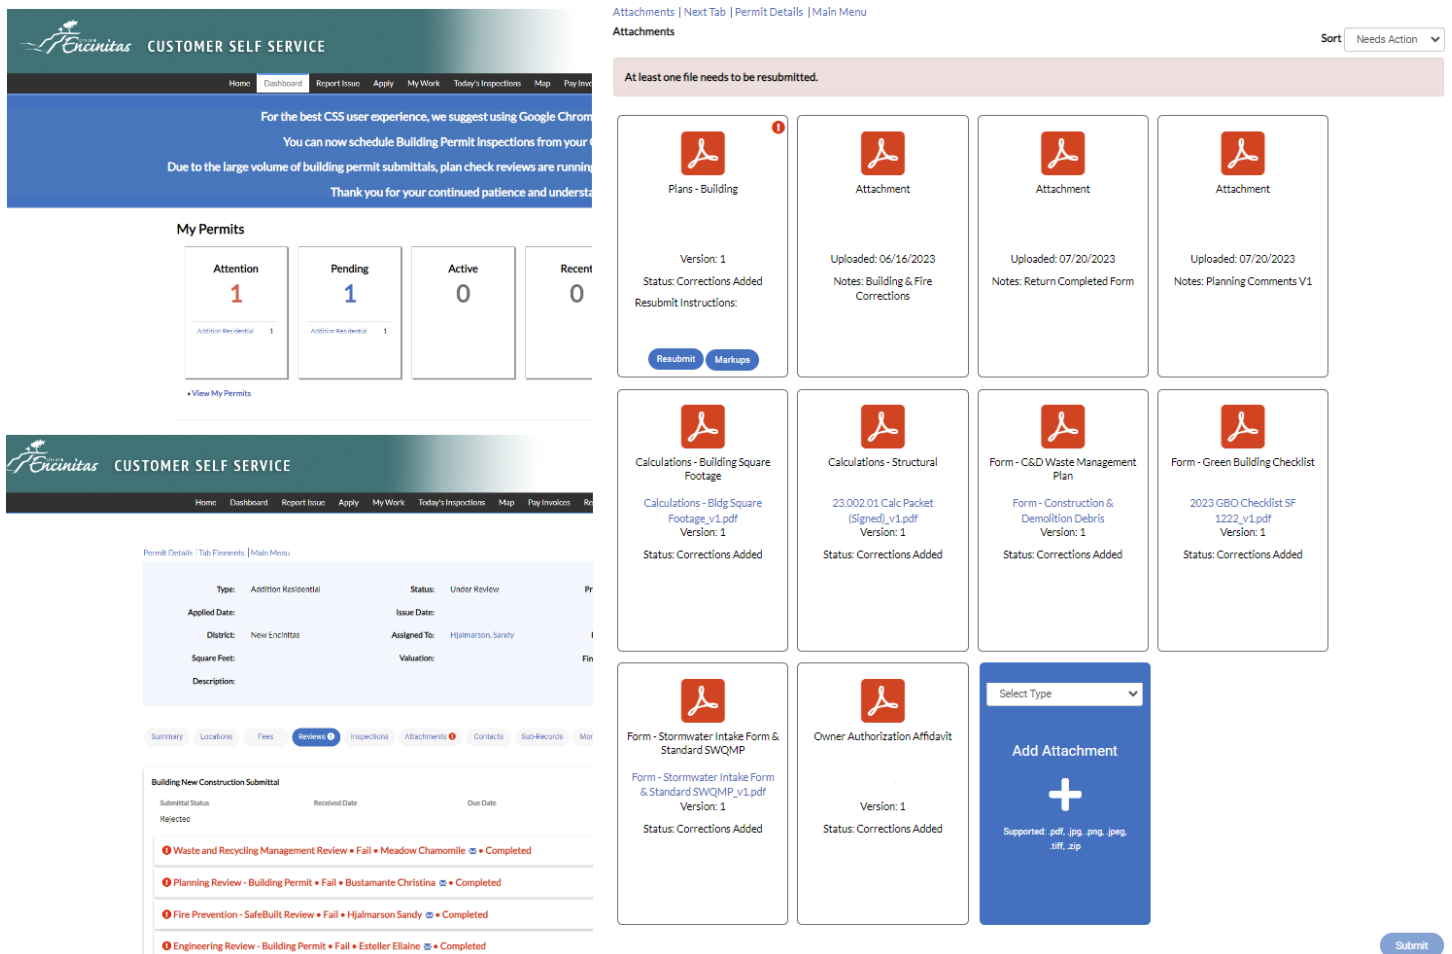 CITY OF
Encinitas CUSTOMER SELF SERVICE
Home Dashboard Report Issue Apply My Work Today's Inspections Map Pay Invo
For the best CSS user experience, we suggest using Google Chrom
You can now schedule Building Permit inspections from your
Due to the large volume of building permit submittals, plan check reviews are running
Thank you for your continued patience and understa
My Permits
Attention
1
Addition Residential 1
Pending
1
Addition Residential 1
Active
0
Recent
0
View My Permits
CITY OF
Encinitas CUSTOMER SELF SERVICE
Home Dashboard Report Issue Apply My Work Today's Inspections Map Pay Invoices Re
Permit Details | Tab Elements | Main Menu
Type: Addition Residential Status: Under Review Pr
Applied Date: Issue Date:
District: New Encinitas Assigned To: Hjalmarson, Sandy
Square Feet: Valuation: Fin
Description:
Summary Locations Fees Reviews Inspections Attachments Contacts Sub-Records Mor
Building New Construction Submittal
Submittal Status Received Date Due Date
Rejected
Waste and Recycling Management Review • Fail • Meadow Chamomile • Completed
Planning Review - Building Permit • Fail • Bustamante Christina • Completed
Fire Prevention - SafeBuilt Review • Fail • Hjalmarson Sandy • Completed
Engineering Review - Building Permit • Fail • Esteller Ellaine • Completed
Attachments | Next Tab | Permit Details | Main Menu
Attachments
Sort Needs Action
At least one file needs to be resubmitted.
Plans - Building
Version: 1
Status: Corrections Added
Resubmit Instructions:
Resubmit Markups
Attachment
Uploaded: 06/16/2023
Notes: Building & Fire
Corrections
Attachment
Uploaded: 07/20/2023
Notes: Return Completed Form
Attachment
Uploaded: 07/20/2023
Notes: Planning Comments V1
Calculations - Building Square
Footage
Calculations - Bldg Square
Footage_v1.pdf
Version: 1
Status: Corrections Added
Calculations - Structural
23.002.01 Calc Packet
(Signed)_v1.pdf
Version: 1
Status: Corrections Added
Form - C&D Waste Management
Plan
Form - Construction &
Demolition Debris
Version: 1
Status: Corrections Added
Form - Green Building Checklist
2023 GBO Checklist SF
1222_v1.pdf
Version: 1
Status: Corrections Added
Form - Stormwater Intake Form &
Standard SWQMP
Form - Stormwater Intake Form
& Standard SWQMP_v1.pdf
Version: 1
Status: Corrections Added
Owner Authorization Affidavit
Version: 1
Status: Corrections Added
Select Type
Add Attachment
Supported: .pdf, .jpg, .png, .jpeg,
.tiff, .zip
Submit